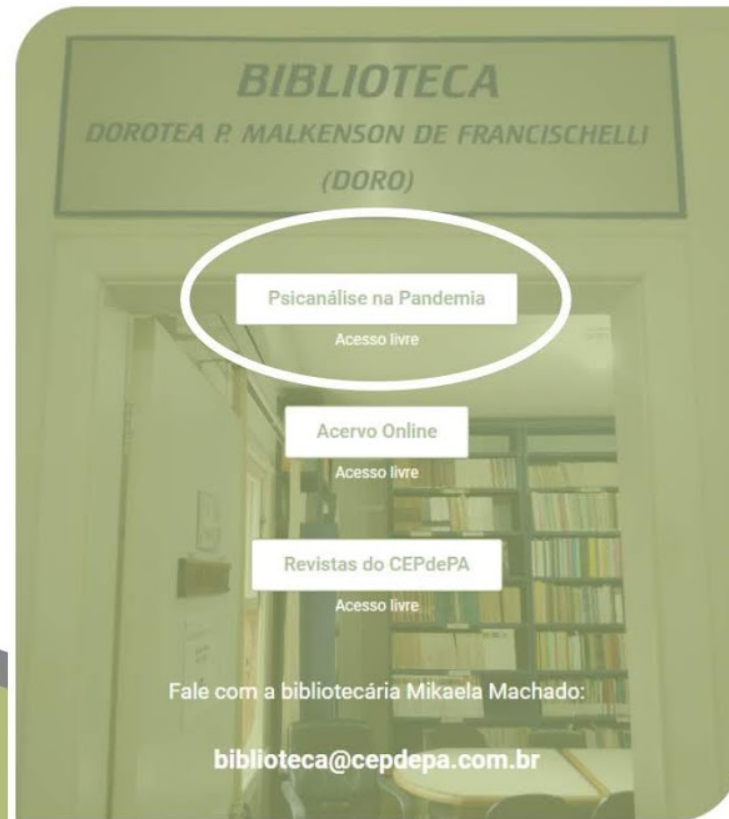 BIBLIOTECA
DOROTEA P. MALKENSON DE FRANCISCHELLI
(DORO)
Psicanálise na Pandemia
Acesso livre
Acervo Online
Acesso livre
Revistas do CEPdePA
Acesso livre
Fale com a bibliotecária Mikaela Machado:
biblioteca@cepdepa.com.br